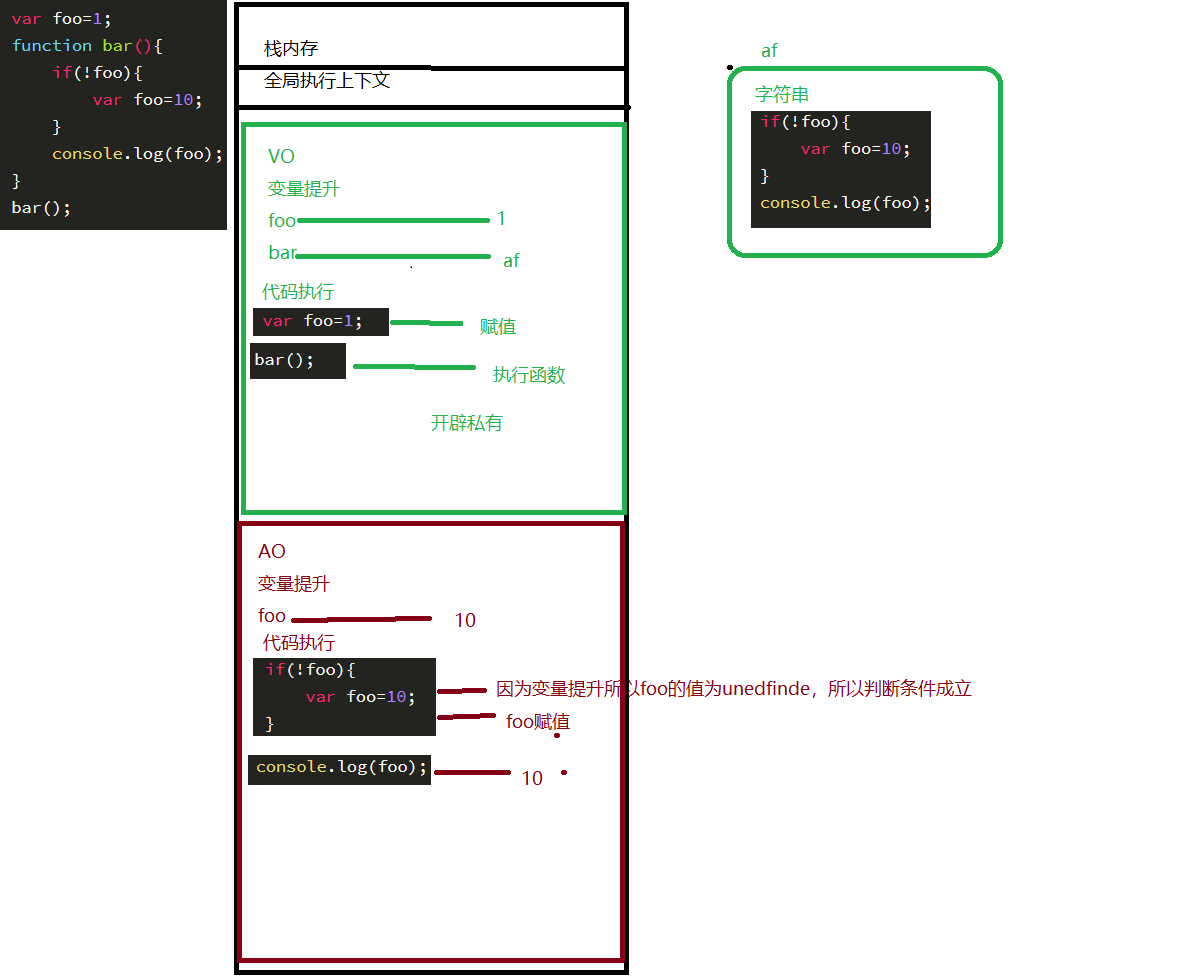 var foo=1;
function bar(){
if(!foo){
var foo=10;
}
console.log(foo);
}
bar();
栈内存
全局执行上下文
VO
变量提升
foo 1
bar af
代码执行
var foo=1; 赋值
bar(); 执行函数
开辟私有
AO
变量提升
foo 10
代码执行
if(!foo){
var foo=10; 因为变量提升所以foo的值为unedfinde，所以判断条件成立
} foo赋值
console.log(foo); 10
af
字符串
if(!foo){
var foo=10;
}
console.log(foo);